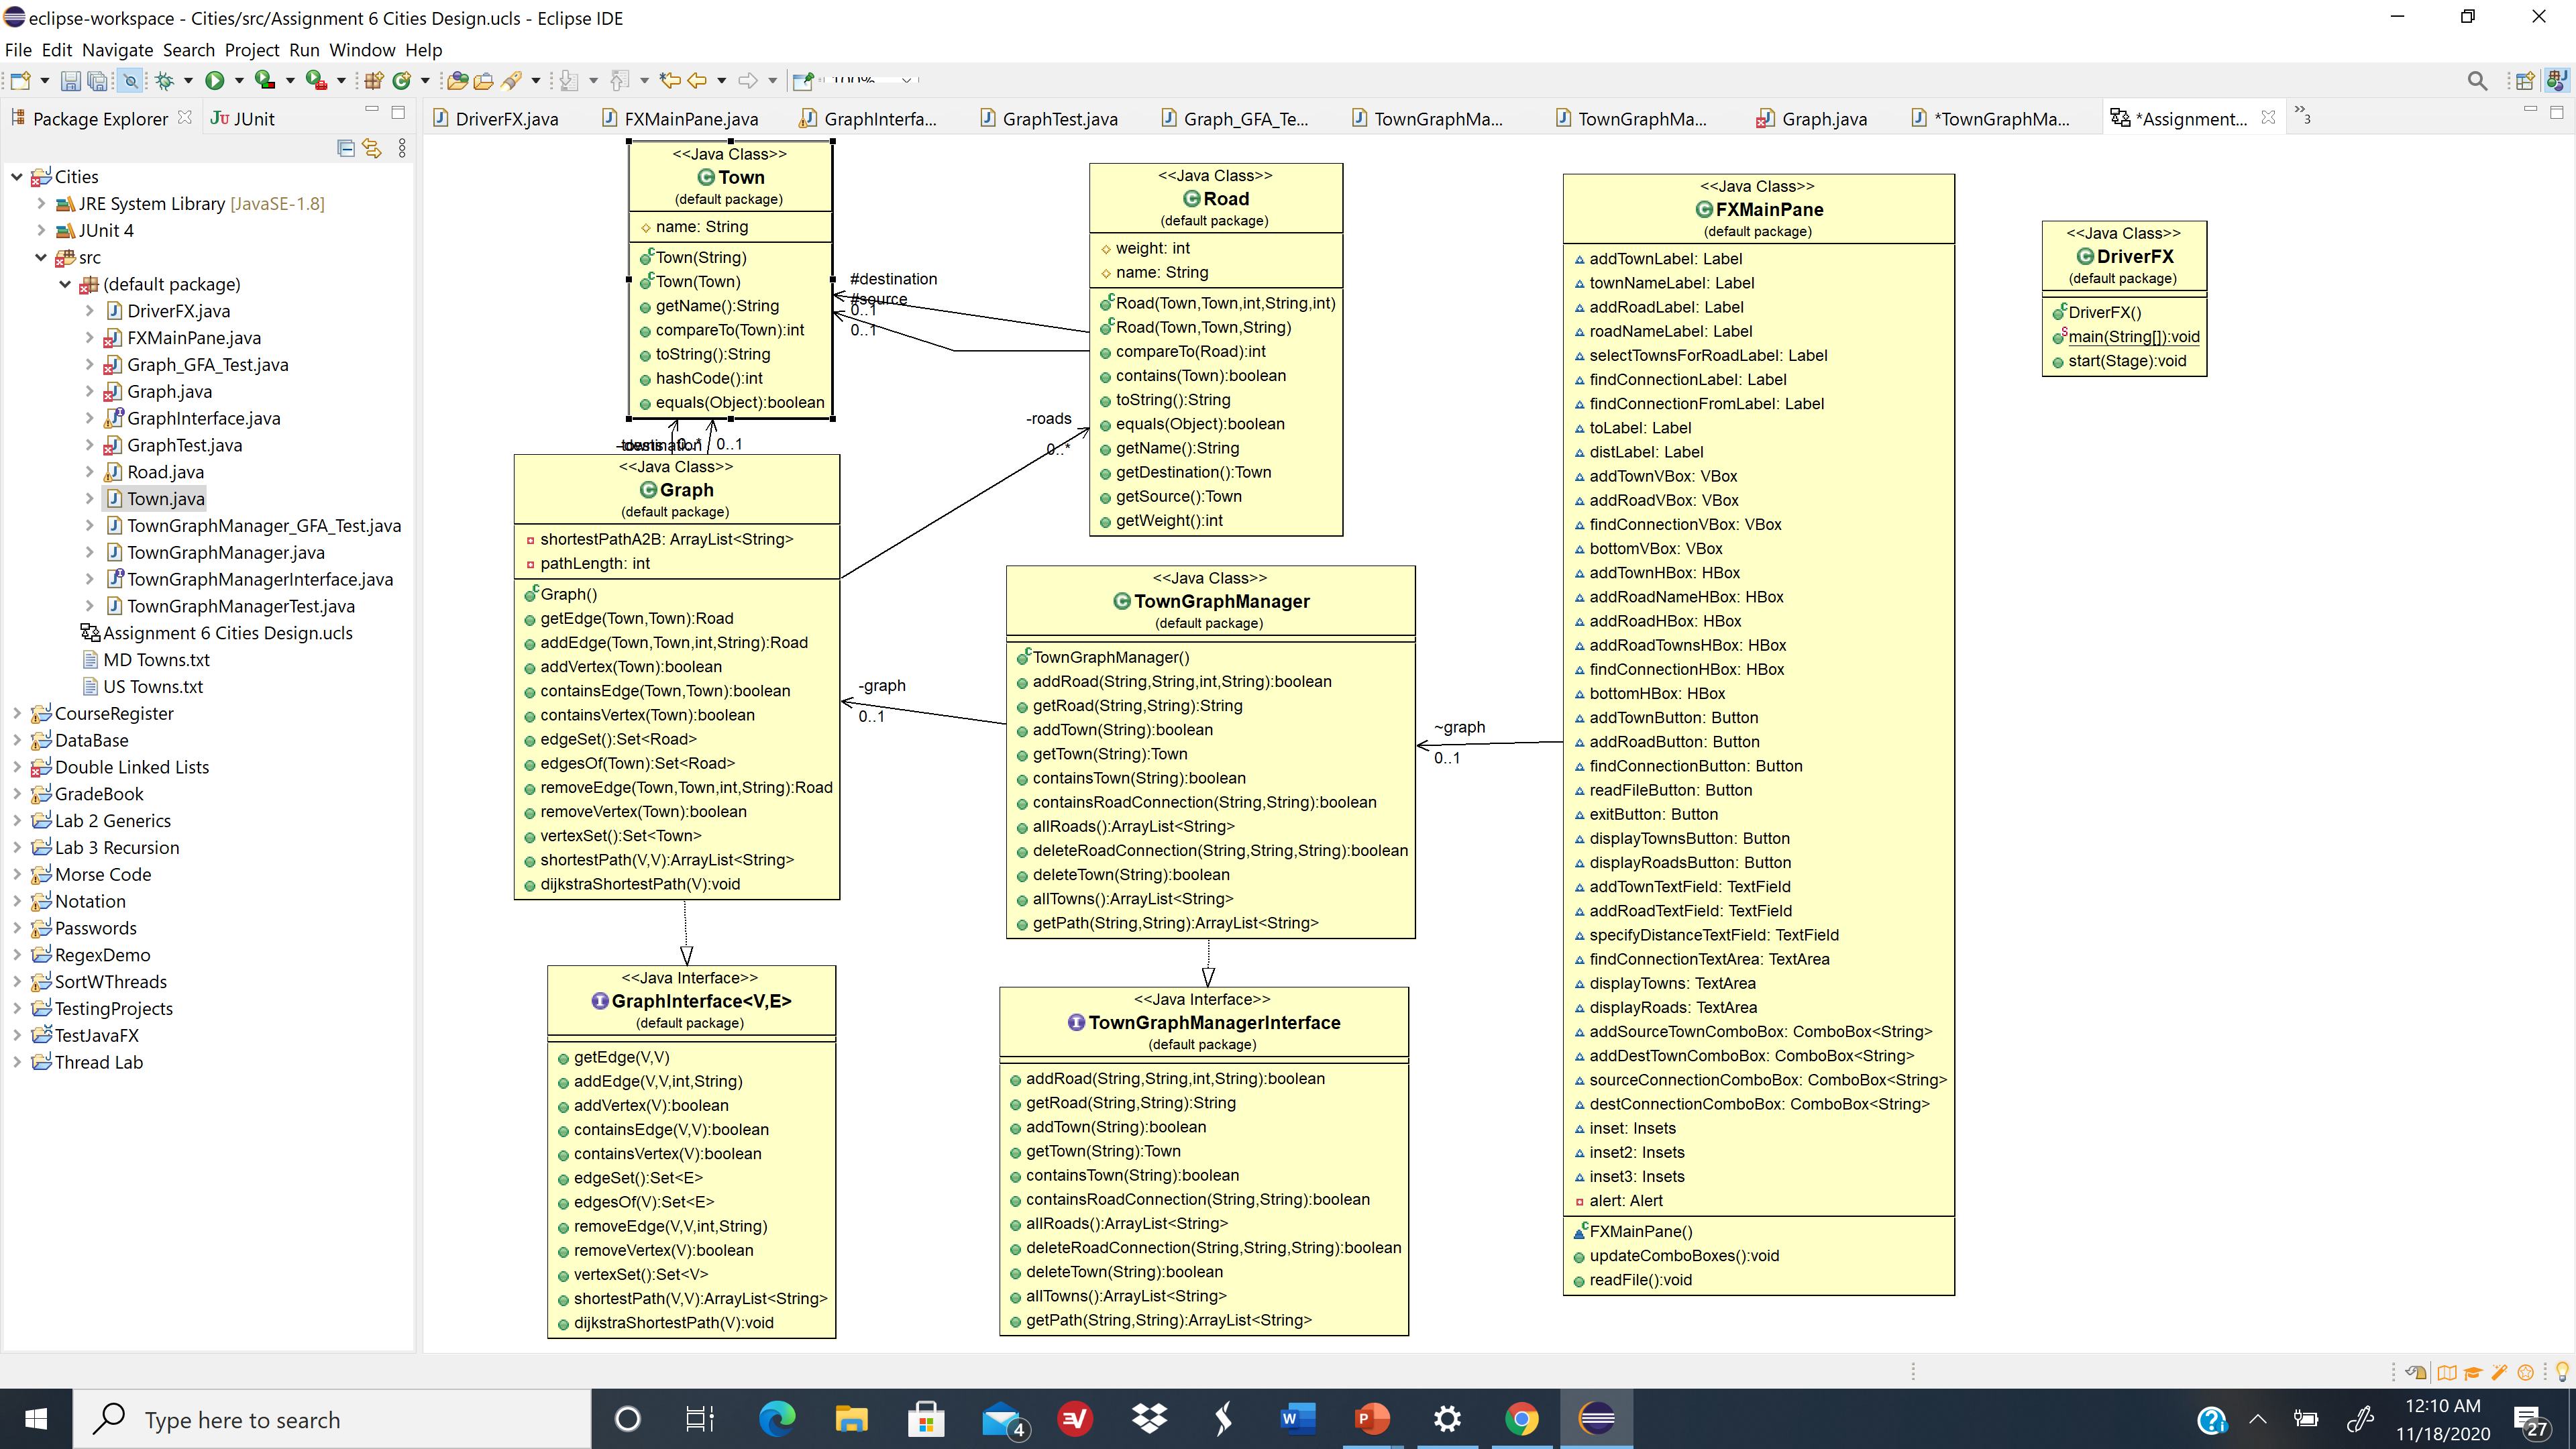 eclipse-workspace - Cities/src/Assignment 6 Cities Design.ucls - Eclipse IDE
File Edit Navigate Search Project Run Window Help
100%
Package Explorer
JUnit
DriverFX.java
FXMainPane.java
GraphInterfa...
GraphTest.java
Graph_GFA_Te...
TownGraphMa...
TownGraphMa...
Graph.java
*TownGraphMa...
*Assignment...
3
Cities
JRE System Library [JavaSE-1.8]
JUnit 4
src
(default package)
DriverFX.java
FXMainPane.java
Graph_GFA_Test.java
Graph.java
GraphInterface.java
GraphTest.java
Road.java
Town.java
TownGraphManager_GFA_Test.java
TownGraphManager.java
TownGraphManagerInterface.java
TownGraphManagerTest.java
Assignment 6 Cities Design.ucls
MD Towns.txt
US Towns.txt
CourseRegister
DataBase
Double Linked Lists
GradeBook
Lab 2 Generics
Lab 3 Recursion
Morse Code
Notation
Passwords
RegexDemo
SortWThreads
TestingProjects
TestJavaFX
Thread Lab
<<Java Class>>
Town
(default package)
name: String
Town(String)
Town(Town)
getName():String
compareTo(Town):int
toString():String
hashCode():int
equals(Object):boolean
#destination
#source
0..1
0..1
0..*
0..1
<<Java Class>>
Road
(default package)
weight: int
name: String
Road(Town,Town,int,String,int)
Road(Town,Town,String)
compareTo(Road):int
contains(Town):boolean
toString():String
equals(Object):boolean
getName():String
getDestination():Town
getSource():Town
getWeight():int
-roads
0..*
<<Java Class>>
Graph
(default package)
shortestPathA2B: ArrayList<String>
pathLength: int
Graph()
getEdge(Town,Town):Road
addEdge(Town,Town,int,String):Road
addVertex(Town):boolean
containsEdge(Town,Town):boolean
containsVertex(Town):boolean
edgeSet():Set<Road>
edgesOf(Town):Set<Road>
removeEdge(Town,Town,int,String):Road
removeVertex(Town):boolean
vertexSet():Set<Town>
shortestPath(V,V):ArrayList<String>
dijkstraShortestPath(V):void
-graph
0..1
<<Java Class>>
TownGraphManager
(default package)
TownGraphManager()
addRoad(String,String,int,String):boolean
getRoad(String,String):String
addTown(String):boolean
getTown(String):Town
containsTown(String):boolean
containsRoadConnection(String,String):boolean
allRoads():ArrayList<String>
deleteRoadConnection(String,String,String):boolean
deleteTown(String):boolean
allTowns():ArrayList<String>
getPath(String,String):ArrayList<String>
~graph
0..1
<<Java Interface>>
GraphInterface<V,E>
(default package)
getEdge(V,V)
addEdge(V,V,int,String)
addVertex(V):boolean
containsEdge(V,V):boolean
containsVertex(V):boolean
edgeSet():Set<E>
edgesOf(V):Set<E>
removeEdge(V,V,int,String)
removeVertex(V):boolean
vertexSet():Set<V>
shortestPath(V,V):ArrayList<String>
dijkstraShortestPath(V):void
<<Java Interface>>
TownGraphManagerInterface
(default package)
addRoad(String,String,int,String):boolean
getRoad(String,String):String
addTown(String):boolean
getTown(String):Town
containsTown(String):boolean
containsRoadConnection(String,String):boolean
allRoads():ArrayList<String>
deleteRoadConnection(String,String,String):boolean
deleteTown(String):boolean
allTowns():ArrayList<String>
getPath(String,String):ArrayList<String>
<<Java Class>>
FXMainPane
(default package)
addTownLabel: Label
townNameLabel: Label
addRoadLabel: Label
roadNameLabel: Label
selectTownsForRoadLabel: Label
findConnectionLabel: Label
findConnectionFromLabel: Label
toLabel: Label
distLabel: Label
addTownVBox: VBox
addRoadVBox: VBox
findConnectionVBox: VBox
bottomVBox: VBox
addTownHBox: HBox
addRoadNameHBox: HBox
addRoadHBox: HBox
addRoadTownsHBox: HBox
findConnectionHBox: HBox
bottomHBox: HBox
addTownButton: Button
addRoadButton: Button
findConnectionButton: Button
readFileButton: Button
exitButton: Button
displayTownsButton: Button
displayRoadsButton: Button
addTownTextField: TextField
addRoadTextField: TextField
specifyDistanceTextField: TextField
findConnectionTextArea: TextArea
displayTowns: TextArea
displayRoads: TextArea
addSourceTownComboBox: ComboBox<String>
addDestTownComboBox: ComboBox<String>
sourceConnectionComboBox: ComboBox<String>
destConnectionComboBox: ComboBox<String>
inset: Insets
inset2: Insets
inset3: Insets
alert: Alert
FXMainPane()
updateComboBoxes():void
readFile():void
<<Java Class>>
DriverFX
(default package)
DriverFX()
main(String[]):void
start(Stage):void
Type here to search
4
12:10 AM
11/18/2020
27